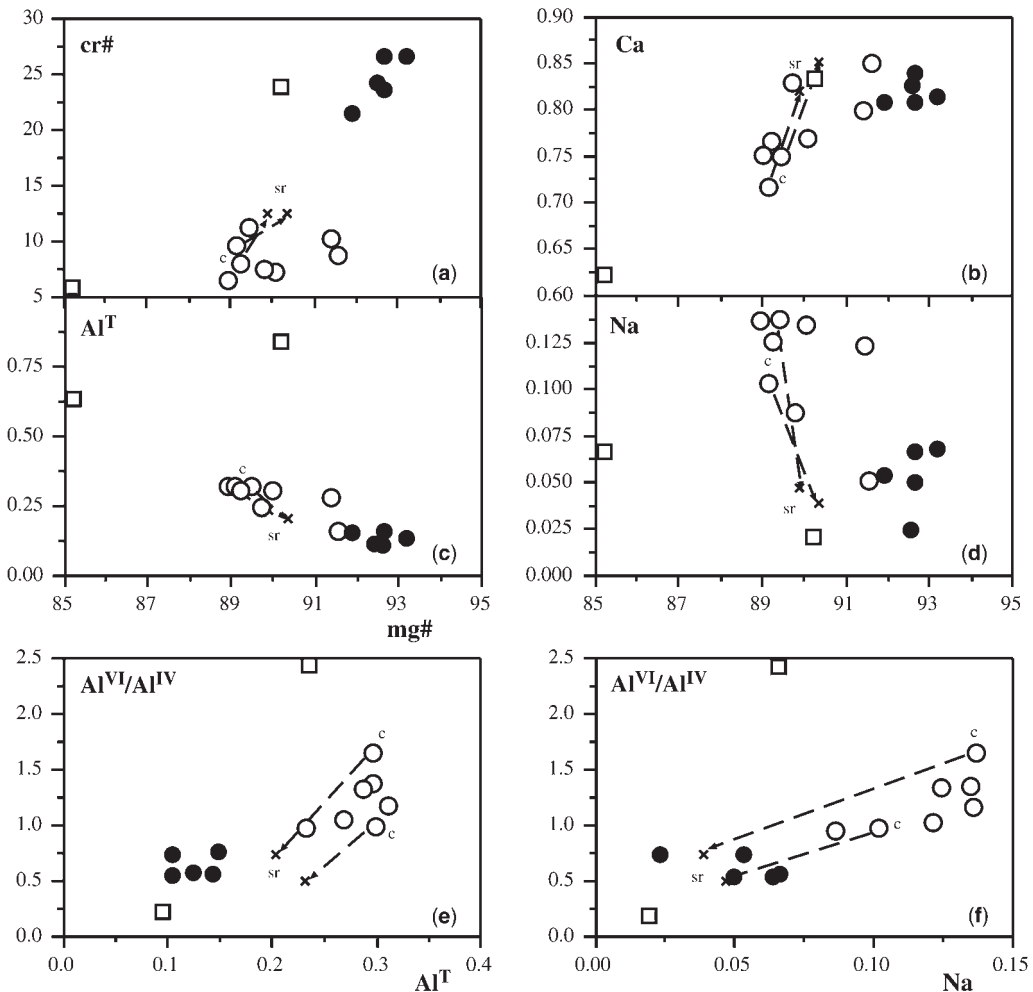 30
cr#
25
20
15
10
5
sr
c
(a)
0.90
Ca
0.85
0.80
0.75
0.70
0.65
0.60
sr
c
(b)
Al^T
0.75
0.50
0.25
0.00
c
sr
(c)
85 87 89 91 93 95
mg#
Na
0.125
0.100
0.075
0.050
0.025
0.000
c
sr
(d)
85 87 89 91 93 95
2.5
Al^VI/Al^IV
2.0
1.5
1.0
0.5
0.0
c
c
sr
(e)
0.0 0.1 0.2 0.3 0.4
Al^T
2.5
Al^VI/Al^IV
2.0
1.5
1.0
0.5
0.0
c
c
sr
(f)
0.00 0.05 0.10 0.15
Na